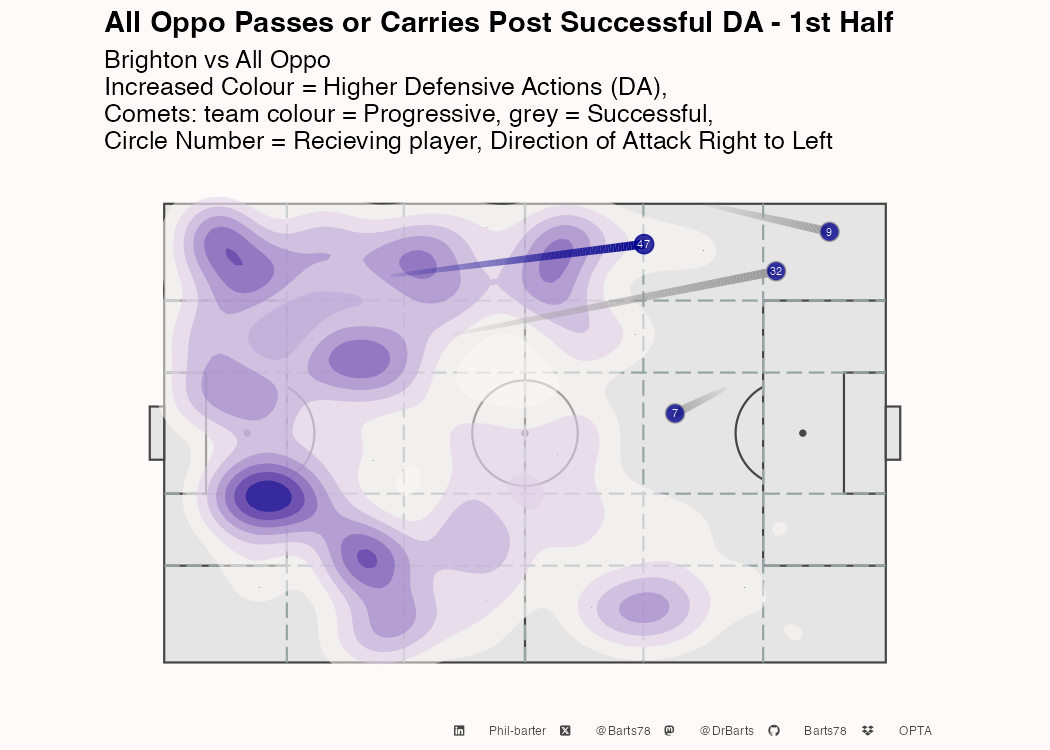 All Oppo Passes or Carries Post Successful DA - 1st Half
Brighton vs All Oppo
Increased Colour = Higher Defensive Actions (DA),
Comets: team colour = Progressive, grey = Successful,
Circle Number = Recieving player, Direction of Attack Right to Left
9
47
32
7
Phil-barter @Barts78 @DrBarts Barts78 OPTA